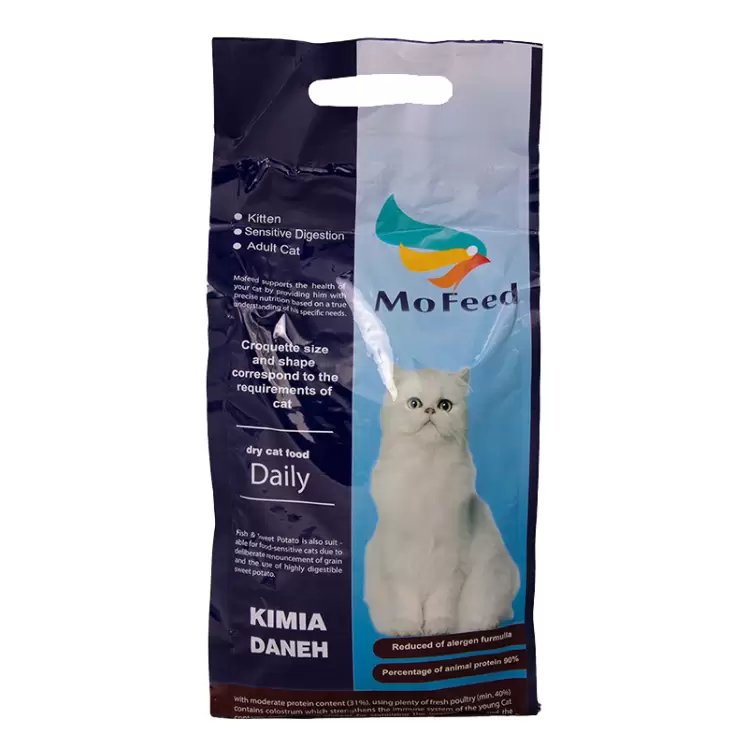 Kitten
Sensitive Digestion
Adult Cat
Mofeed supports the health of
your cat by providing him with
precise nutrition based on a true
understanding of his specific needs.
Croquette size
and shape
correspond to the
requirements of
cat
dry cat food
Daily
Fish & Sweet Potato is also suit -
able for food-sensitive cats due to
deliberate renouncement of grain
and the use of highly digestible
sweet potato.
KIMIA
DANEH
MoFeed
Reduced of alergen furmulla
Percentage of animal protein 90%
with moderate protein content (31%), using plenty of fresh poultry (min. 40%)
contains colostrum which strengthens the immune system of the young Cat